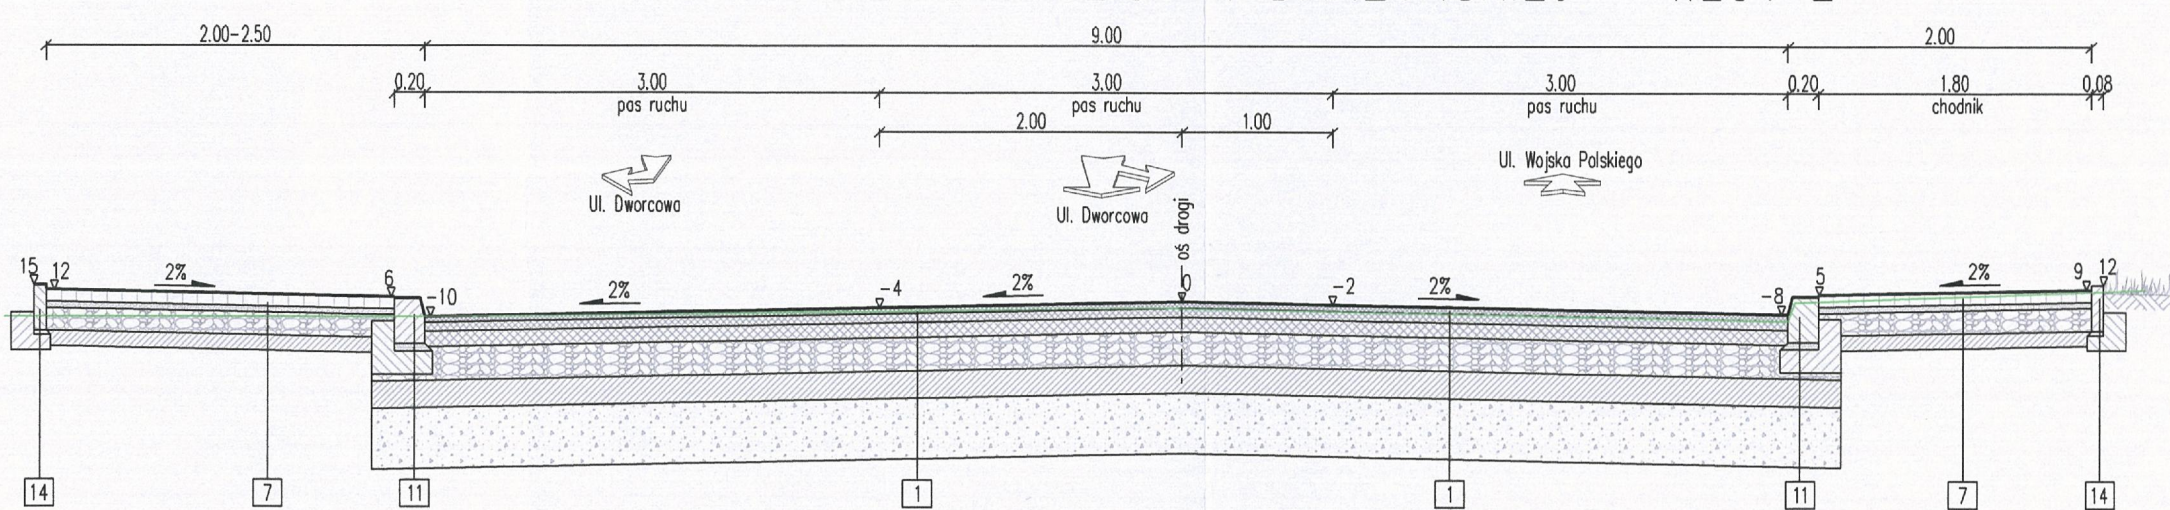 2.00-2.50 9.00 2.00
0.20 3.00 3.00 3.00 0.20 1.80 0.08
pas ruchu pas ruchu pas ruchu chodnik
2.00 1.00
Ul. Wojska Polskiego
Ul. Dworcowa Ul. Dworcowa
oś drogi
15 12 2% 6 -10 2% -4 2% 0 -2 2% -8 5 2% 9 12
14 7 11 1 1 11 7 14